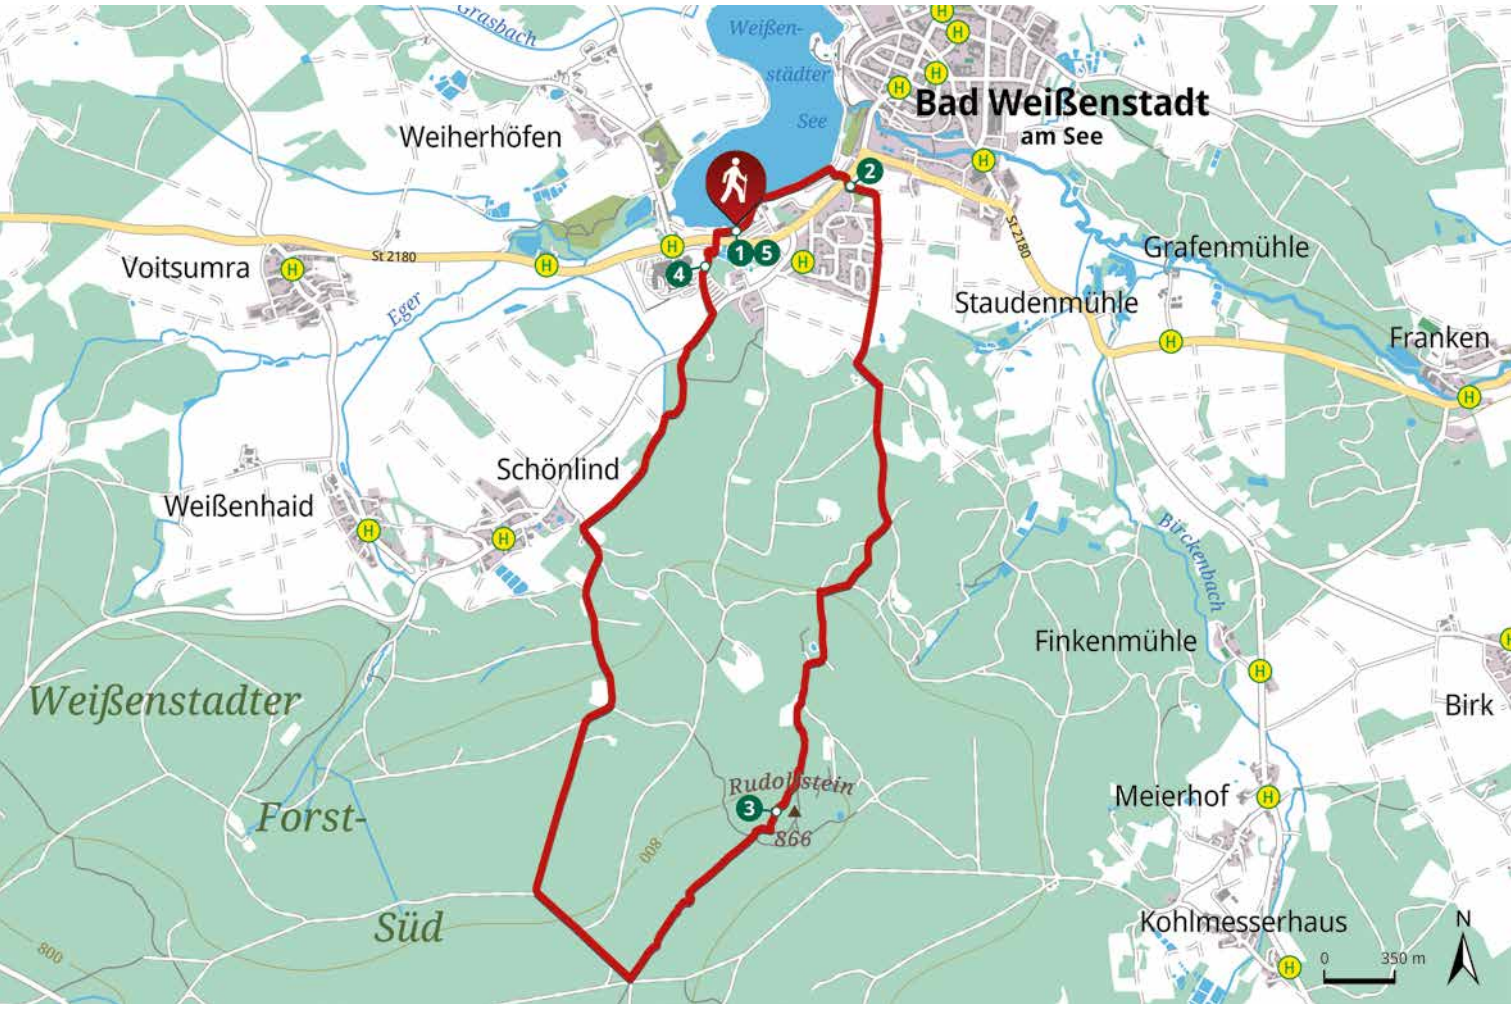 Grasbach
Weißen-
städter
See
H
H
H
H
Bad Weißenstadt
am See
Weiherhöfen
H
2
St 2180
Grafenmühle
Voitsumra
H
St 2180
H
H
1
5
H
4
Eger
Staudenmühle
H
Franken
H
Schönlind
Weißenhaid
H
H
Birckenbach
Finkenmühle
H
H
Weißenstadter
Birk
Rudolfstein
3
866
Meierhof
H
Forst-
800
Süd
Kohlmesserhaus
N
800
0
350 m
H